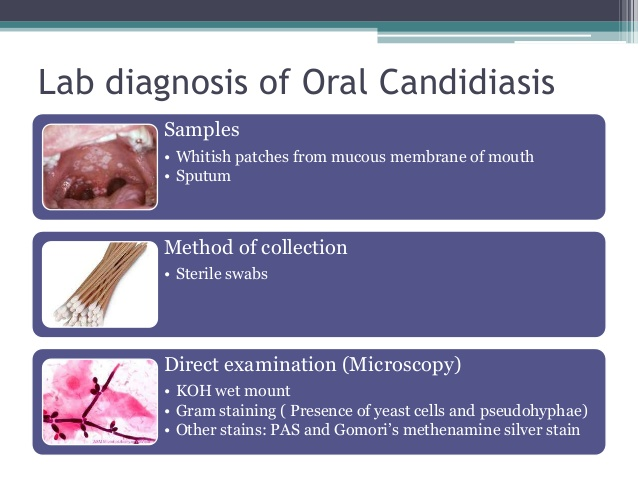 Lab diagnosis of Oral Candidiasis
Samples
• Whitish patches from mucous membrane of mouth
• Sputum
Method of collection
• Sterile swabs
Direct examination (Microscopy)
• KOH wet mount
• Gram staining ( Presence of yeast cells and pseudohyphae)
• Other stains: PAS and Gomori’s methenamine silver stain